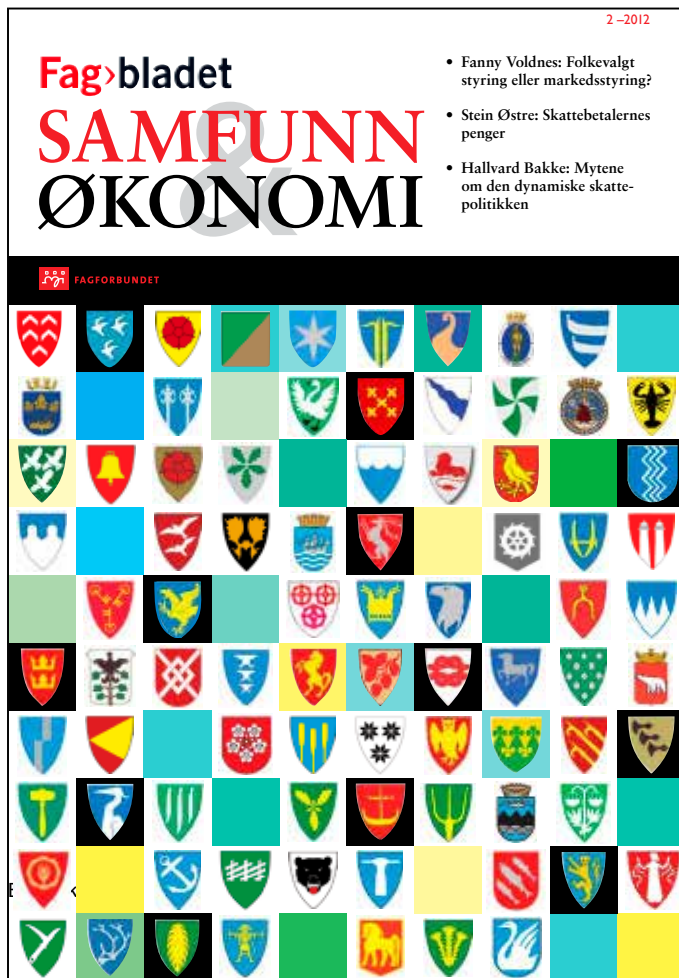 2 –2012
Fag›bladet
SAMFUNN
&
ØKONOMI
• Fanny Voldnes: Folkevalgt
styring eller markedsstyring?
• Stein Østre: Skattebetalernes
penger
• Hallvard Bakke: Mytene
om den dynamiske skatte-
politikken
FAGFORBUNDET